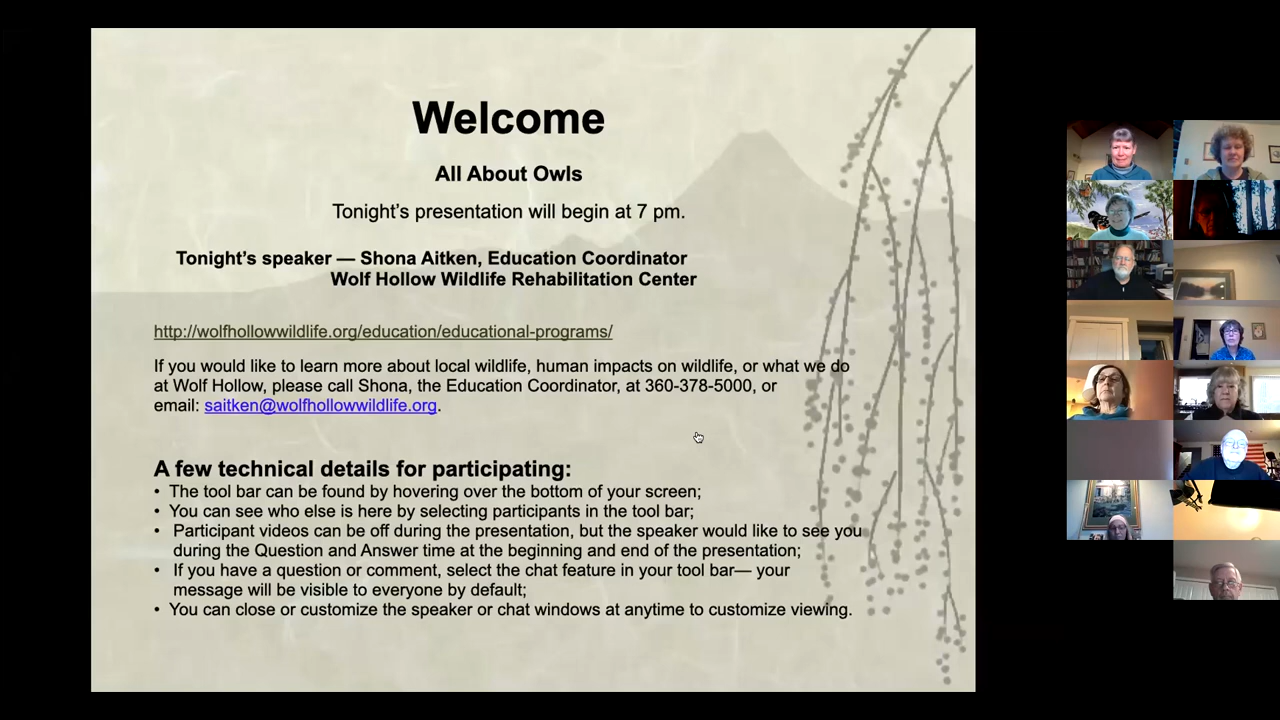 Welcome
All About Owls
Tonight's presentation will begin at 7 pm.
Tonight's speaker — Shona Aitken, Education Coordinator
Wolf Hollow Wildlife Rehabilitation Center
http://wolfhollowwildlife.org/education/educational-programs/
If you would like to learn more about local wildlife, human impacts on wildlife, or what we do
at Wolf Hollow, please call Shona, the Education Coordinator, at 360-378-5000, or
email: saitken@wolfhollowwildlife.org.
A few technical details for participating:
• The tool bar can be found by hovering over the bottom of your screen;
• You can see who else is here by selecting participants in the tool bar;
• Participant videos can be off during the presentation, but the speaker would like to see you
during the Question and Answer time at the beginning and end of the presentation;
• If you have a question or comment, select the chat feature in your tool bar— your
message will be visible to everyone by default;
• You can close or customize the speaker or chat windows at anytime to customize viewing.